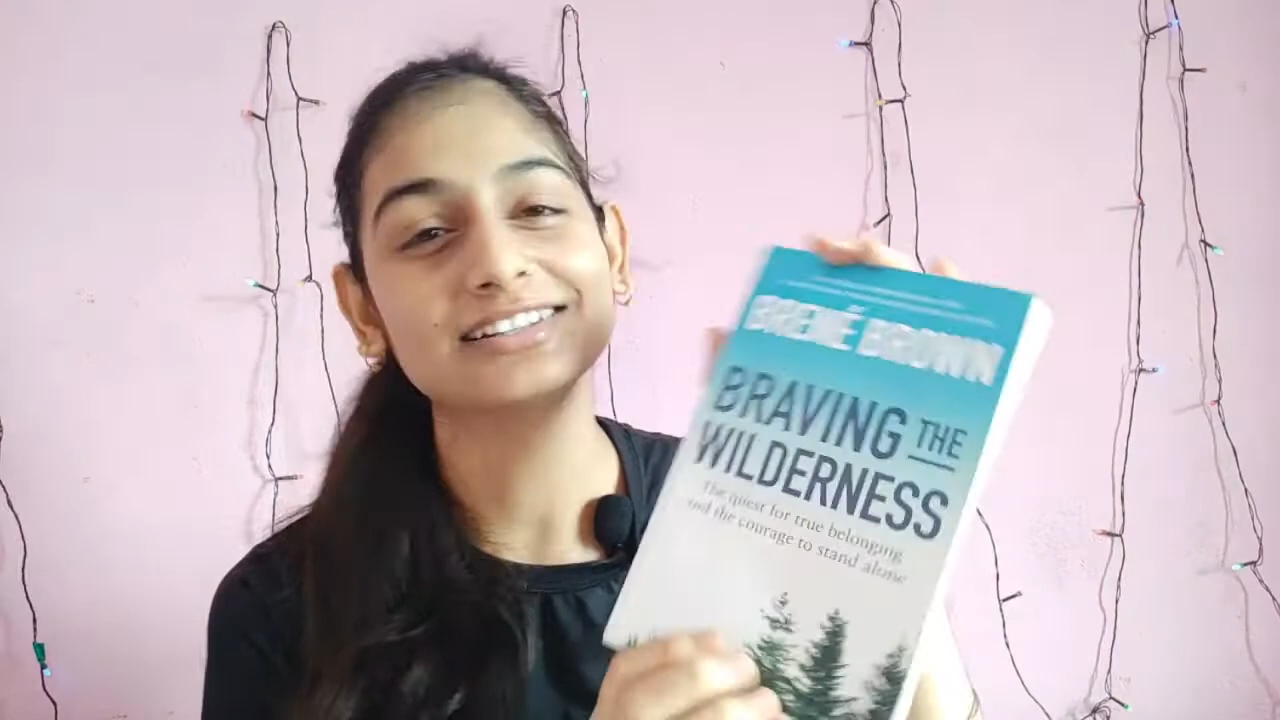 BRENÉ BROWN
BRAVING THE
WILDERNESS
The quest for true belonging
and the courage to stand alone